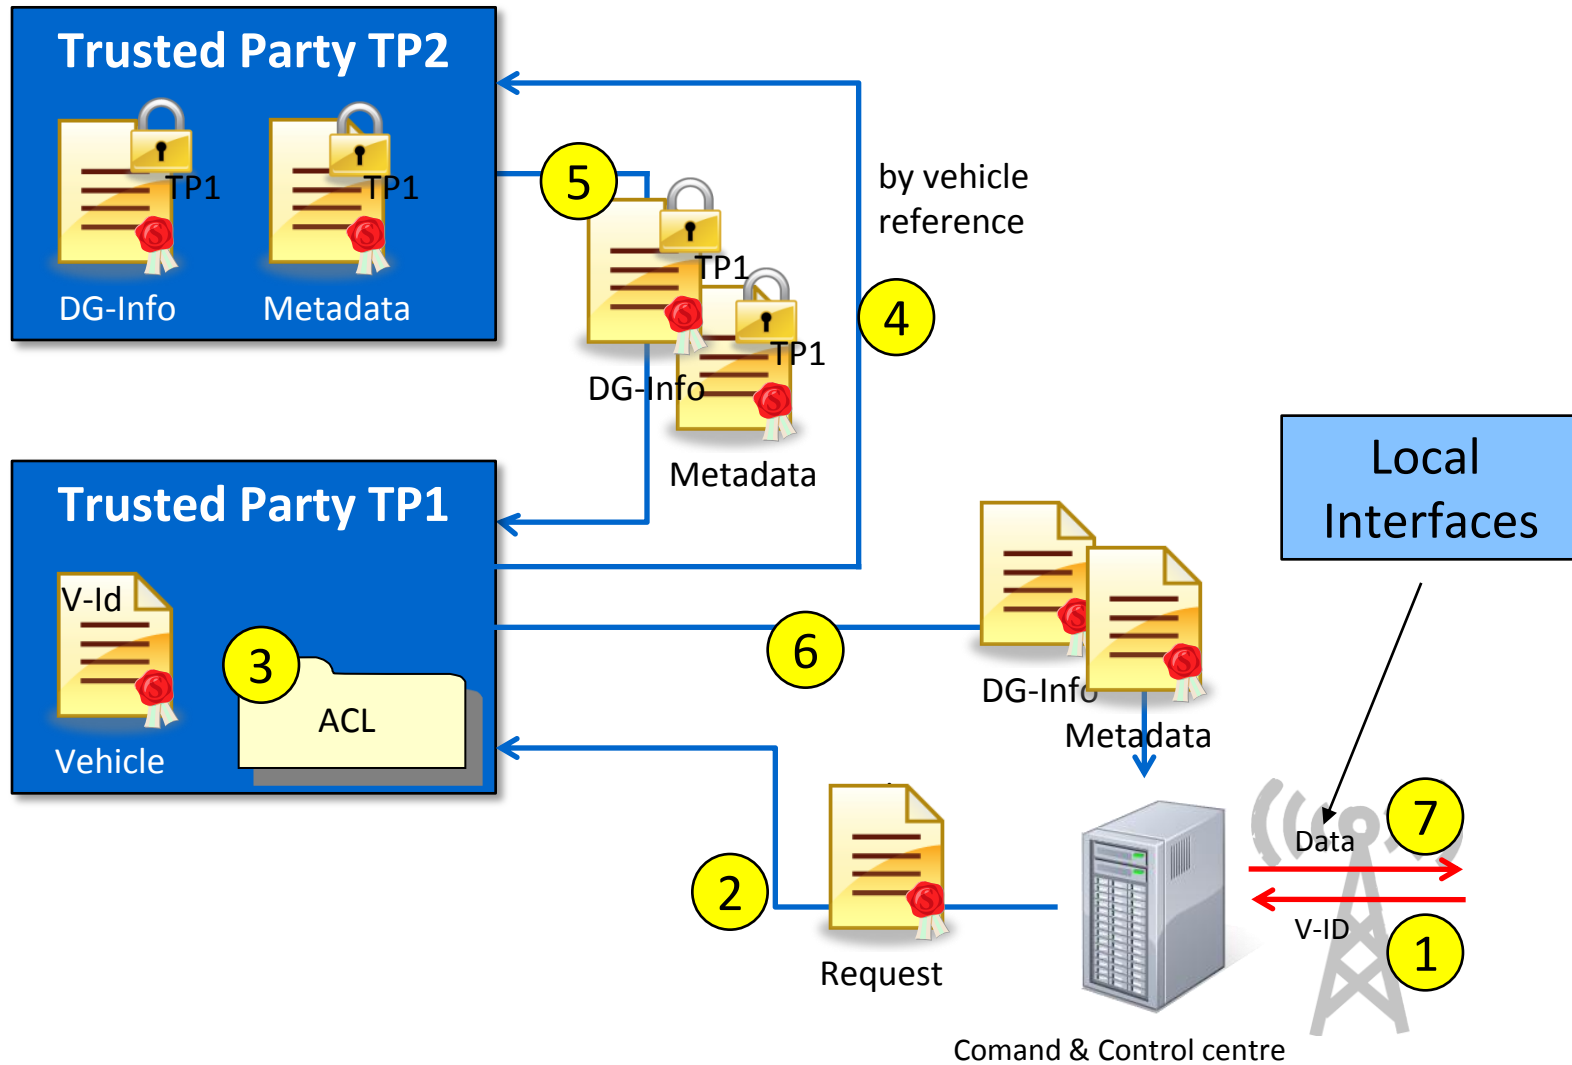 Trusted Party TP2
TP1
TP1
DG-Info
Metadata
5
TP1
TP1
DG-Info
Metadata
by vehicle
reference
4
Trusted Party TP1
V-Id
Vehicle
3
ACL
6
DG-Info
Metadata
Local
Interfaces
2
Request
Data
7
V-ID
1
Comand & Control centre